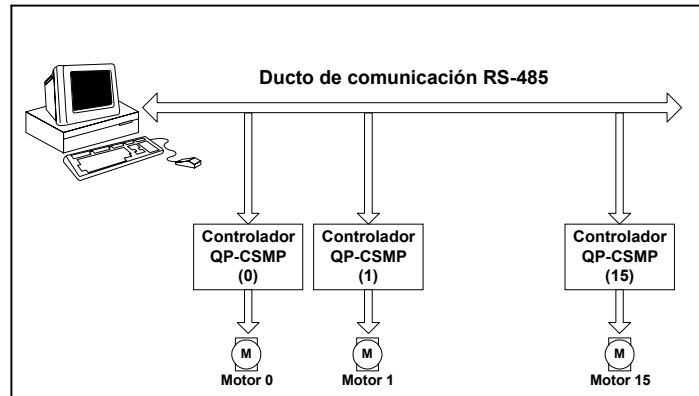 Ducto de comunicación RS-485
Controlador
QP-CSMP
(0)
Controlador
QP-CSMP
(1)
Controlador
QP-CSMP
(15)
M
Motor 0
M
Motor 1
M
Motor 15